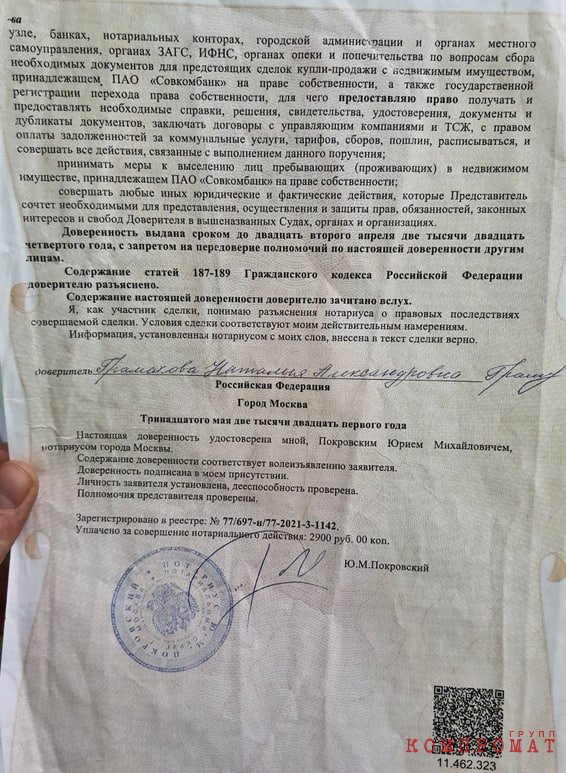 -ва
узле, банках, нотариальных конторах, городской администрации и органах местного
самоуправления, органах ЗАГС, ИФНС, органах опеки и попечительства по вопросам сбора
необходимых документов для предстоящих сделок купли-продажи с недвижимым имуществом,
принадлежащем ПАО «Совкомбанк» на праве собственности, а также государственной
регистрации перехода права собственности, для чего предоставляю право получать и
предоставлять необходимые справки, решения, свидетельства, удостоверения, документы и
дубликаты документов, заключать договоры с управляющим компаниями и ТСЖ, с правом
оплаты задолженностей за коммунальные услуги, тарифов, сборов, пошлин, расписываться, и
совершать все действия, связанные с выполнением данного поручения;
принимать меры к выселению лиц пребывающих (проживающих) в недвижимом
имуществе, принадлежащем ПАО «Совкомбанк» на праве собственности;
совершать любые иных юридические и фактические действия, которые Представитель
сочтет необходимыми для представления, осуществления и защиты прав, обязанностей, законных
интересов и свобод Доверителя в вышеназванных Судах, органах и организациях.
Доверенность выдана сроком до двадцать второго апреля две тысячи двадцать
четвертого года, с запретом на передоверие полномочий по настоящей доверенности другим
лицам.
Содержание статей 187-189 Гражданского кодекса Российской Федерации
доверителю разъяснено.
Содержание настоящей доверенности доверителю зачитано вслух.
Я, как участник сделки, понимаю разъяснения нотариуса о правовых последствиях
совершаемой сделки. Условия сделки соответствуют моим действительным намерениям.
Информация, установленная нотариусом с моих слов, внесена в текст сделки верно.
доверитель Грамакова Наталья Александровна
Российская Федерация
Город Москва
Тринадцатого мая две тысячи двадцать первого года
Настоящая доверенность удостоверена мной, Покровским Юрием Михайловичем,
нотариусом города Москвы.
Содержание доверенности соответствует волеизъявлению заявителя.
Доверенность подписана в моем присутствии.
Личность заявителя установлена, дееспособность проверена.
Полномочия представителя проверены.
Зарегистрировано в реестре: № 77/697-н/77-2021-3-1142.
Уплачено за совершение нотариального действия: 2900 руб. 00 коп.
Ю.М.Покровский
ПОКРОВСКИЙ
НОТАРИУС
ГРУПП
КОМПРОМАТ
11.462.323